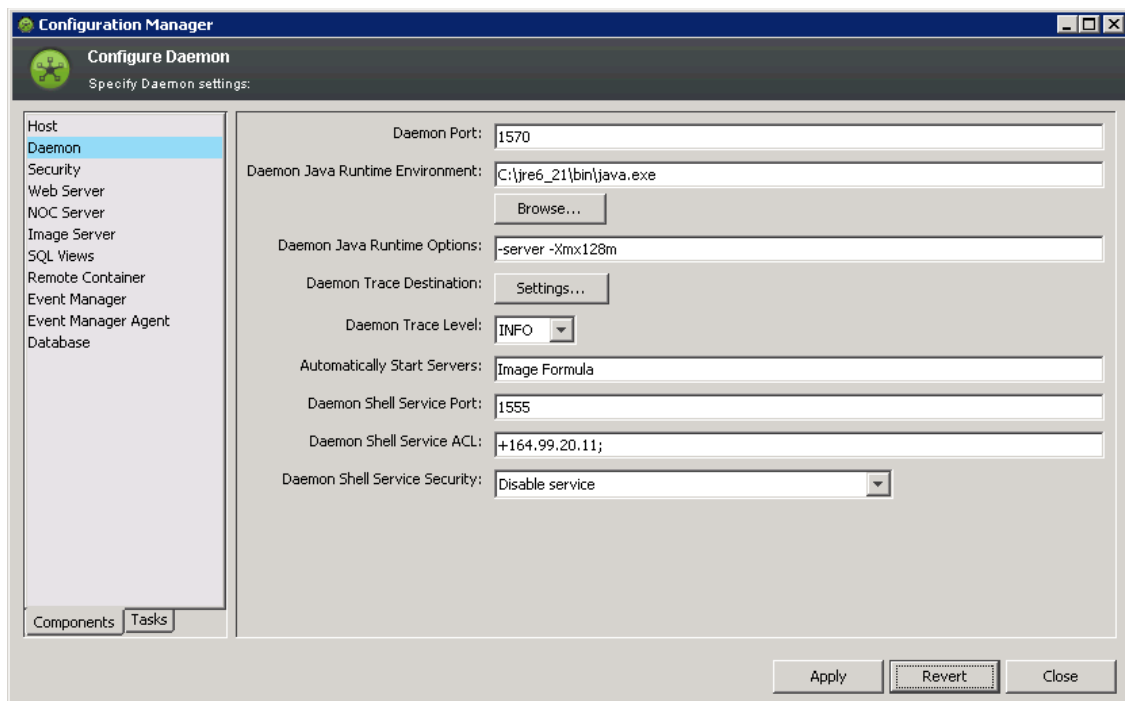 Configuration Manager
Configure Daemon
Specify Daemon settings:
Host
Daemon
Security
Web Server
NOC Server
Image Server
SQL Views
Remote Container
Event Manager
Event Manager Agent
Database
Components
Tasks
Daemon Port: 1570
Daemon Java Runtime Environment: C:\jre6_21\bin\java.exe
Browse...
Daemon Java Runtime Options: -server -Xmx128m
Daemon Trace Destination: Settings...
Daemon Trace Level: INFO
Automatically Start Servers: Image Formula
Daemon Shell Service Port: 1555
Daemon Shell Service ACL: +164.99.20.11;
Daemon Shell Service Security: Disable service
Apply
Revert
Close